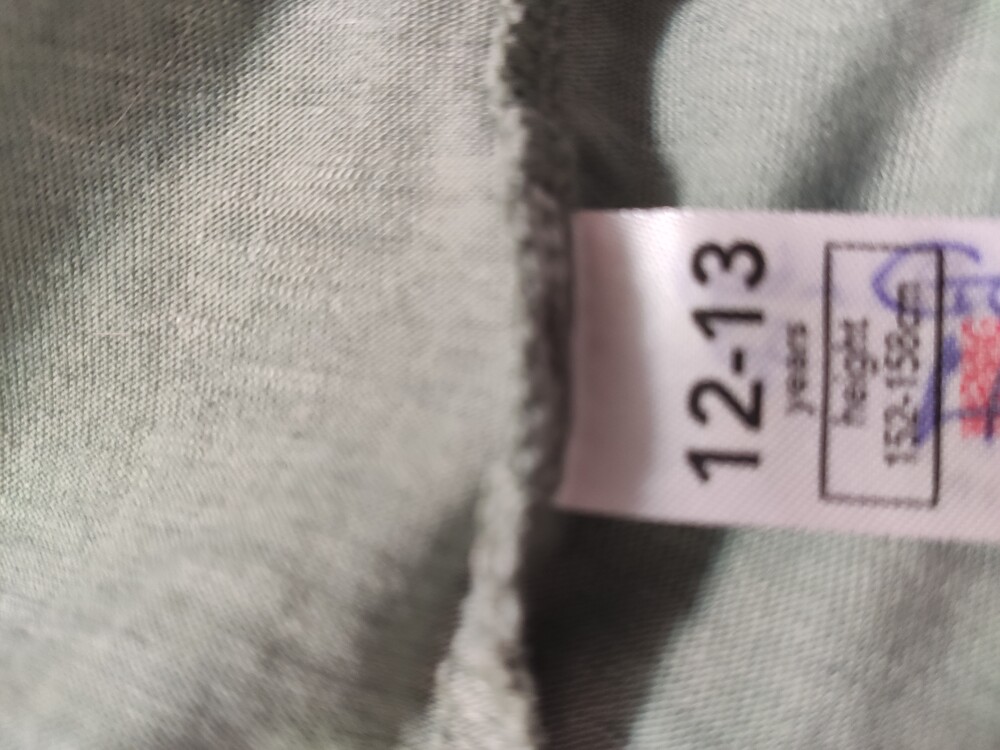 12-13
years
height
152-158cm